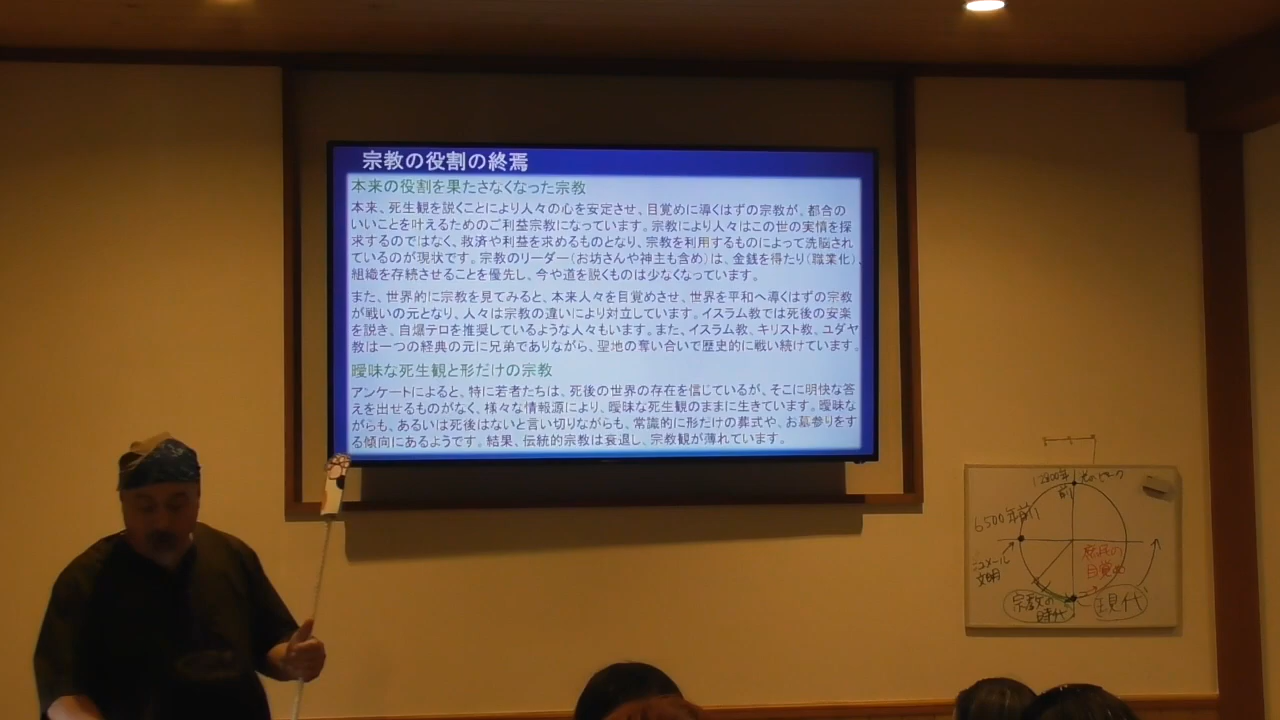 宗教の役割の終焉
本来の役割を果たさなくなった宗教
本来、死生観を説くことにより人々の心を安定させ、目覚めに導くはずの宗教が、都合の
いいことを叶えるためのご利益宗教になっています。宗教により人々はこの世の実情を探
求するのではなく、救済や利益を求めるものとなり、宗教を利用するものによって洗脳され
ているのが現状です。宗教のリーダー(お坊さんや神主も含め)は、金銭を得たり(職業化)、
組織を存続させることを優先し、今や道を説くものは少なくなっています。
また、世界的に宗教を見てみると、本来人々を目覚めさせ、世界を平和へ導くはずの宗教
が戦いの元となり、人々は宗教の違いにより対立しています。イスラム教では死後の安楽
を説き、自爆テロを推奨しているような人々もいます。また、イスラム教、キリスト教、ユダヤ
教は一つの経典の元に兄弟でありながら、聖地の奪い合いで歴史的に戦い続けています。
曖昧な死生観と形だけの宗教
アンケートによると、特に若者たちは、死後の世界の存在を信じているが、そこに明快な答
えを出せるものがなく、様々な情報源により、曖昧な死生観のままに生きています。曖昧な
がらも、あるいは死後はないと言い切りながらも、常識的に形だけの葬式や、お墓参りをす
る傾向にあるようです。結果、伝統的宗教は衰退し、宗教観が薄れています。
前
光のピーク
6500年前
シュメール
文明
目覚め
宗教の
時代
現代